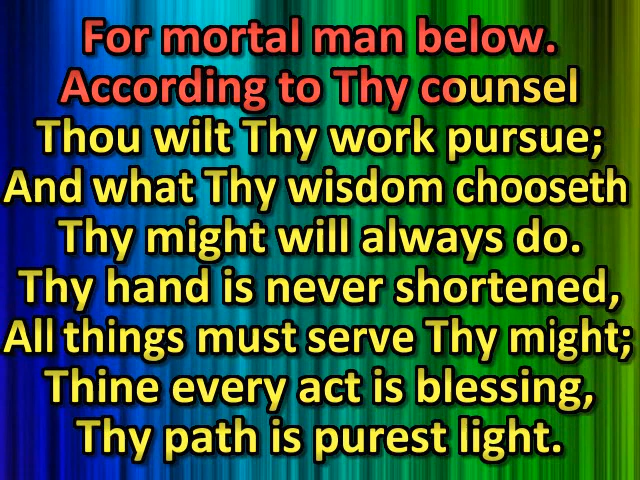 For mortal man below.
According to Thy counsel
Thou wilt Thy work pursue;
And what Thy wisdom chooseth
Thy might will always do.
Thy hand is never shortened,
All things must serve Thy might;
Thine every act is blessing,
Thy path is purest light.